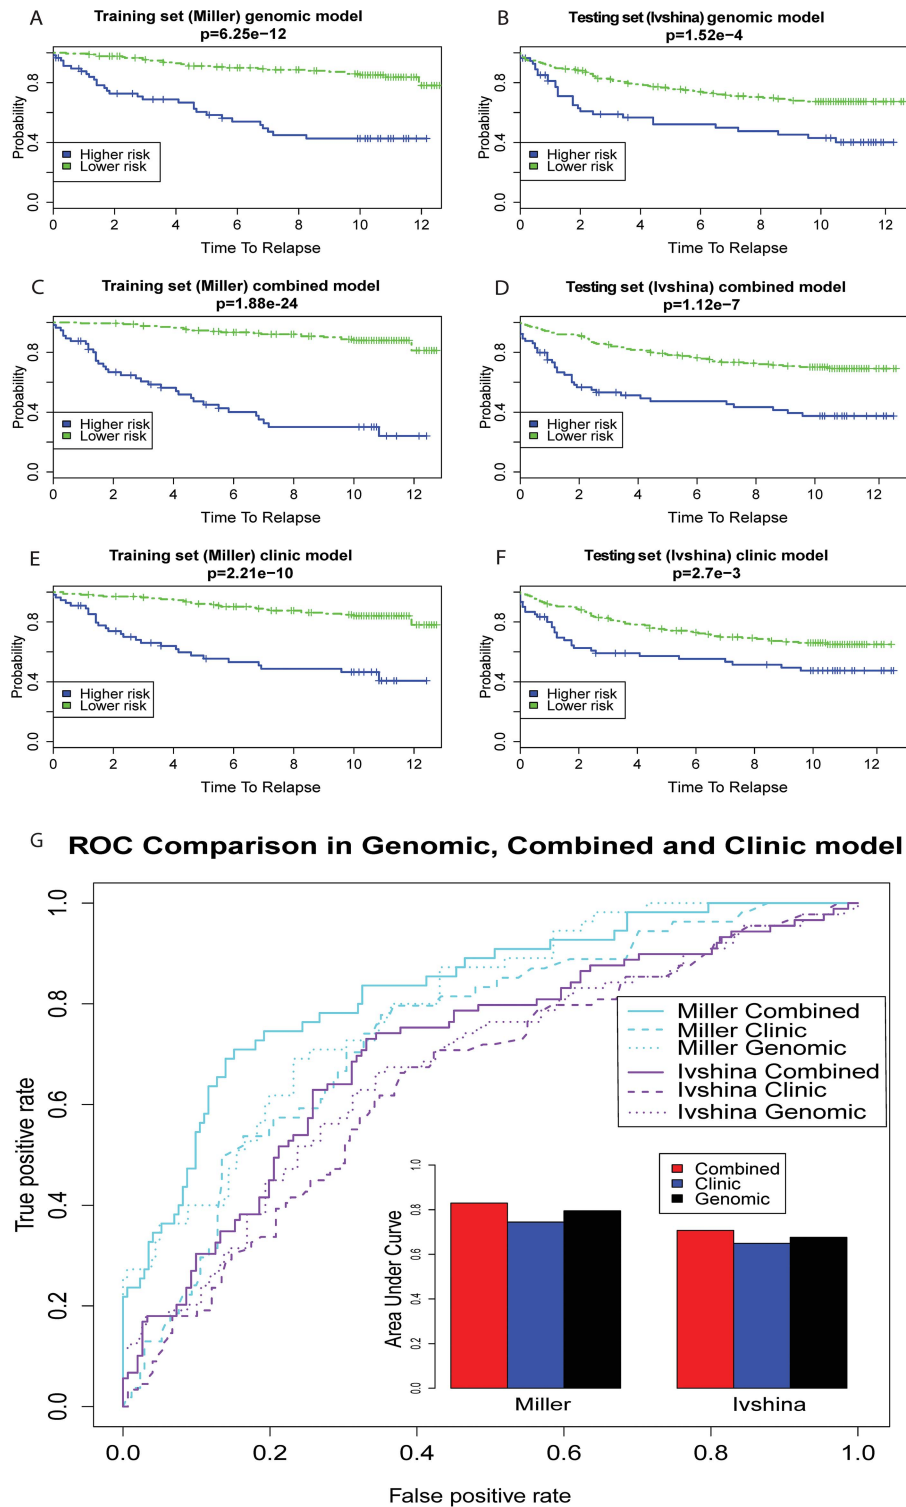 A
Training set (Miller) genomic model
p=6.25e−12
Probability
0.0 0.4 0.8
Higher risk
Lower risk
0 2 4 6 8 10 12
Time To Relapse
B
Testing set (Ivshina) genomic model
p=1.52e−4
Probability
0.0 0.4 0.8
Higher risk
Lower risk
0 2 4 6 8 10 12
Time To Relapse
C
Training set (Miller) combined model
p=1.88e-24
Probability
0.0 0.4 0.8
Higher risk
Lower risk
0 2 4 6 8 10 12
Time To Relapse
D
Testing set (Ivshina) combined model
p=1.12e−7
Probability
0.0 0.4 0.8
Higher risk
Lower risk
0 2 4 6 8 10 12
Time To Relapse
E
Training set (Miller) clinic model
p=2.21e−10
Probability
0.0 0.4 0.8
Higher risk
Lower risk
0 2 4 6 8 10 12
Time To Relapse
F
Testing set (Ivshina) clinic model
p=2.7e−3
Probability
0.0 0.4 0.8
Higher risk
Lower risk
0 2 4 6 8 10 12
Time To Relapse
G
ROC Comparison in Genomic, Combined and Clinic model
True positive rate
0.0 0.2 0.4 0.6 0.8 1.0
Miller Combined
Miller Clinic
Miller Genomic
Ivshina Combined
Ivshina Clinic
Ivshina Genomic
Area Under Curve
0.0 0.2 0.4 0.6 0.8 1.0
Combined
Clinic
Genomic
Miller Ivshina
0.0 0.2 0.4 0.6 0.8 1.0
False positive rate